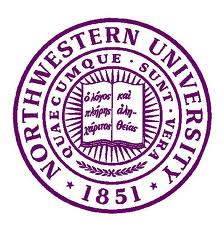 NORTHWESTERN UNIVERSITY
QUAECUMQUE · SUNT · VERA
ὁ λόγος καὶ
πλήρης ἀλη-
χάριτος θείας
* 1851 *